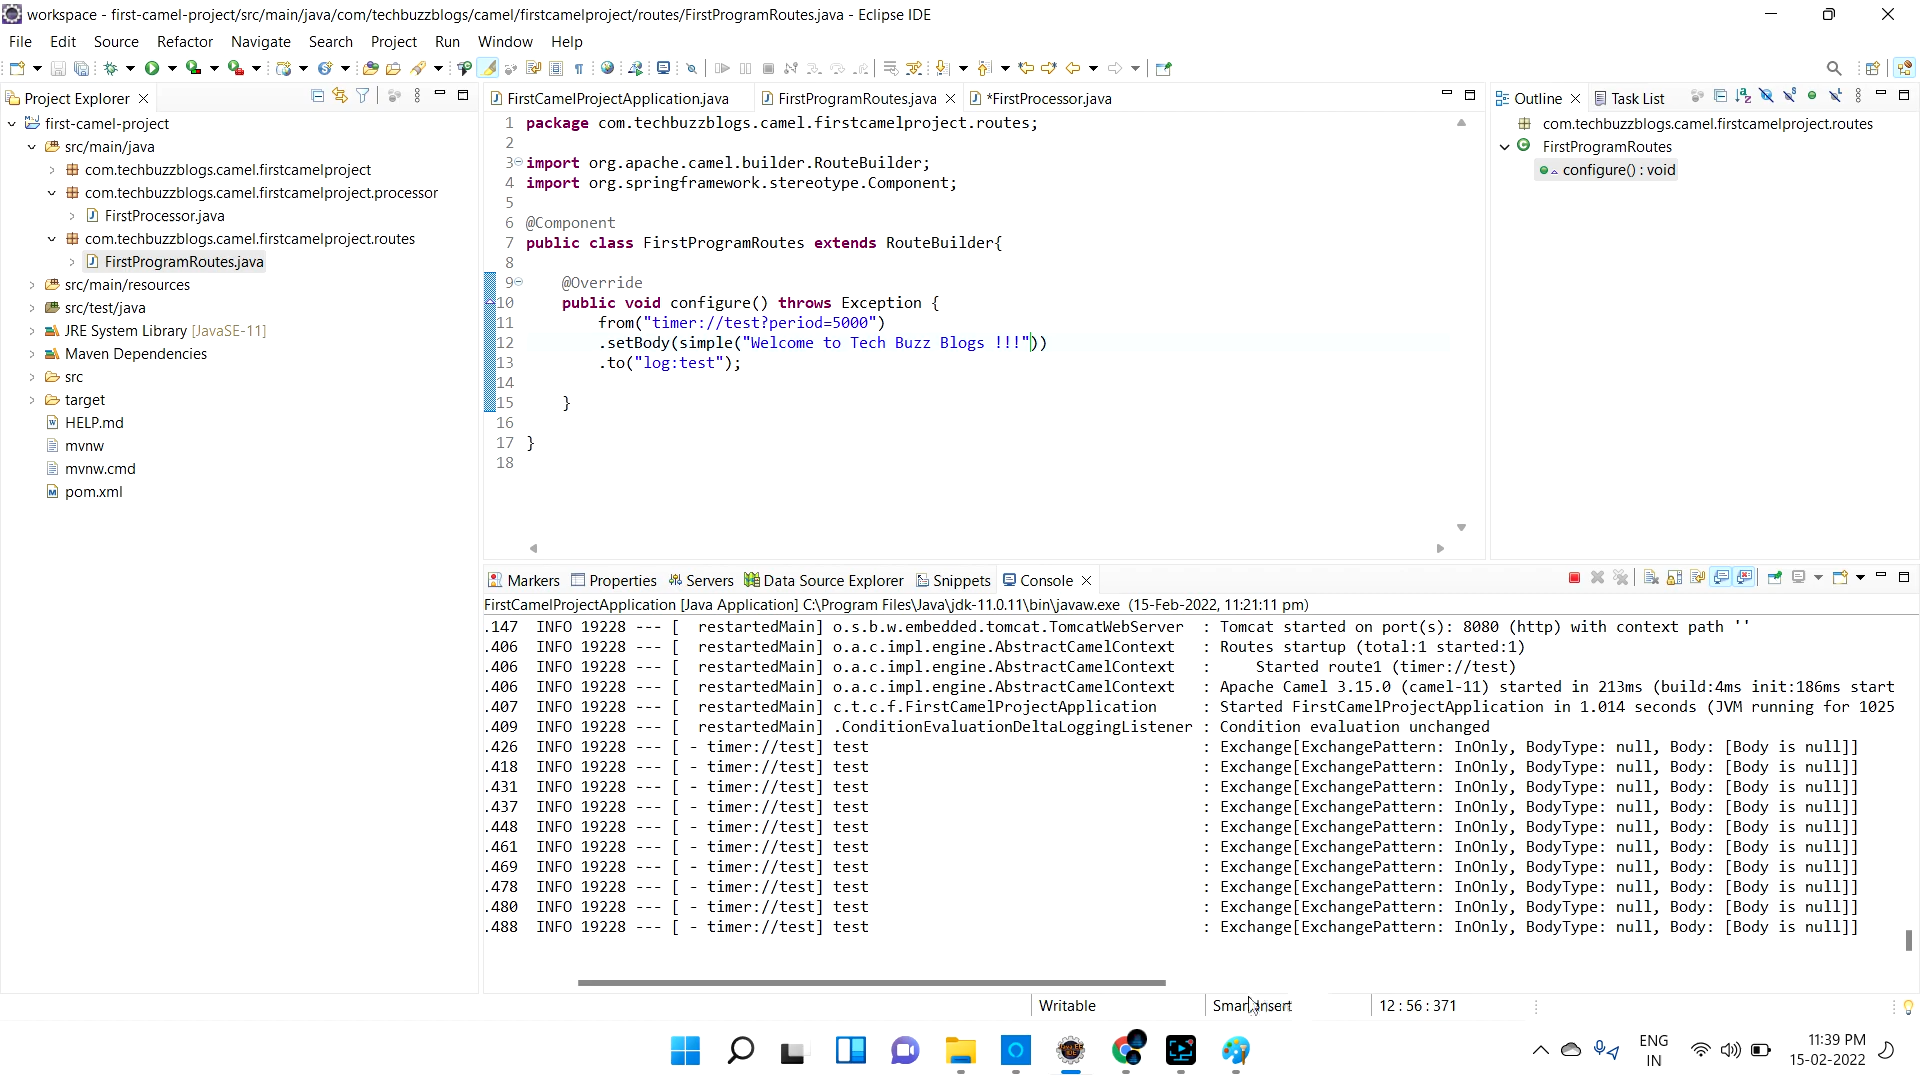 workspace - first-camel-project/src/main/java/com/techbuzzblogs/camel/firstcamelproject/routes/FirstProgramRoutes.java - Eclipse IDE
File Edit Source Refactor Navigate Search Project Run Window Help
Project Explorer
first-camel-project
src/main/java
com.techbuzzblogs.camel.firstcamelproject
com.techbuzzblogs.camel.firstcamelproject.processor
FirstProcessor.java
com.techbuzzblogs.camel.firstcamelproject.routes
FirstProgramRoutes.java
src/main/resources
src/test/java
JRE System Library [JavaSE-11]
Maven Dependencies
src
target
HELP.md
mvnw
mvnw.cmd
pom.xml
FirstCamelProjectApplication.java FirstProgramRoutes.java *FirstProcessor.java
1 package com.techbuzzblogs.camel.firstcamelproject.routes;
2
3 import org.apache.camel.builder.RouteBuilder;
4 import org.springframework.stereotype.Component;
5
6 @Component
7 public class FirstProgramRoutes extends RouteBuilder{
8
9 @Override
10 public void configure() throws Exception {
11 from("timer://test?period=5000")
12 .setBody(simple("Welcome to Tech Buzz Blogs !!!"))
13 .to("log:test");
14
15 }
16
17 }
18
Outline Task List
com.techbuzzblogs.camel.firstcamelproject.routes
FirstProgramRoutes
configure() : void
Markers Properties Servers Data Source Explorer Snippets Console
FirstCamelProjectApplication [Java Application] C:\Program Files\Java\jdk-11.0.11\bin\javaw.exe (15-Feb-2022, 11:21:11 pm)
.147 INFO 19228 --- [ restartedMain] o.s.b.w.embedded.tomcat.TomcatWebServer : Tomcat started on port(s): 8080 (http) with context path ''
.406 INFO 19228 --- [ restartedMain] o.a.c.impl.engine.AbstractCamelContext : Routes startup (total:1 started:1)
.406 INFO 19228 --- [ restartedMain] o.a.c.impl.engine.AbstractCamelContext : Started route1 (timer://test)
.406 INFO 19228 --- [ restartedMain] o.a.c.impl.engine.AbstractCamelContext : Apache Camel 3.15.0 (camel-11) started in 213ms (build:4ms init:186ms start
.407 INFO 19228 --- [ restartedMain] c.t.c.f.FirstCamelProjectApplication : Started FirstCamelProjectApplication in 1.014 seconds (JVM running for 1025
.409 INFO 19228 --- [ restartedMain] .ConditionEvaluationDeltaLoggingListener : Condition evaluation unchanged
.426 INFO 19228 --- [ - timer://test] test : Exchange[ExchangePattern: InOnly, BodyType: null, Body: [Body is null]]
.418 INFO 19228 --- [ - timer://test] test : Exchange[ExchangePattern: InOnly, BodyType: null, Body: [Body is null]]
.431 INFO 19228 --- [ - timer://test] test : Exchange[ExchangePattern: InOnly, BodyType: null, Body: [Body is null]]
.437 INFO 19228 --- [ - timer://test] test : Exchange[ExchangePattern: InOnly, BodyType: null, Body: [Body is null]]
.448 INFO 19228 --- [ - timer://test] test : Exchange[ExchangePattern: InOnly, BodyType: null, Body: [Body is null]]
.461 INFO 19228 --- [ - timer://test] test : Exchange[ExchangePattern: InOnly, BodyType: null, Body: [Body is null]]
.469 INFO 19228 --- [ - timer://test] test : Exchange[ExchangePattern: InOnly, BodyType: null, Body: [Body is null]]
.478 INFO 19228 --- [ - timer://test] test : Exchange[ExchangePattern: InOnly, BodyType: null, Body: [Body is null]]
.480 INFO 19228 --- [ - timer://test] test : Exchange[ExchangePattern: InOnly, BodyType: null, Body: [Body is null]]
.488 INFO 19228 --- [ - timer://test] test : Exchange[ExchangePattern: InOnly, BodyType: null, Body: [Body is null]]
Writable Smart Insert 12 : 56 : 371
ENG
IN
11:39 PM
15-02-2022